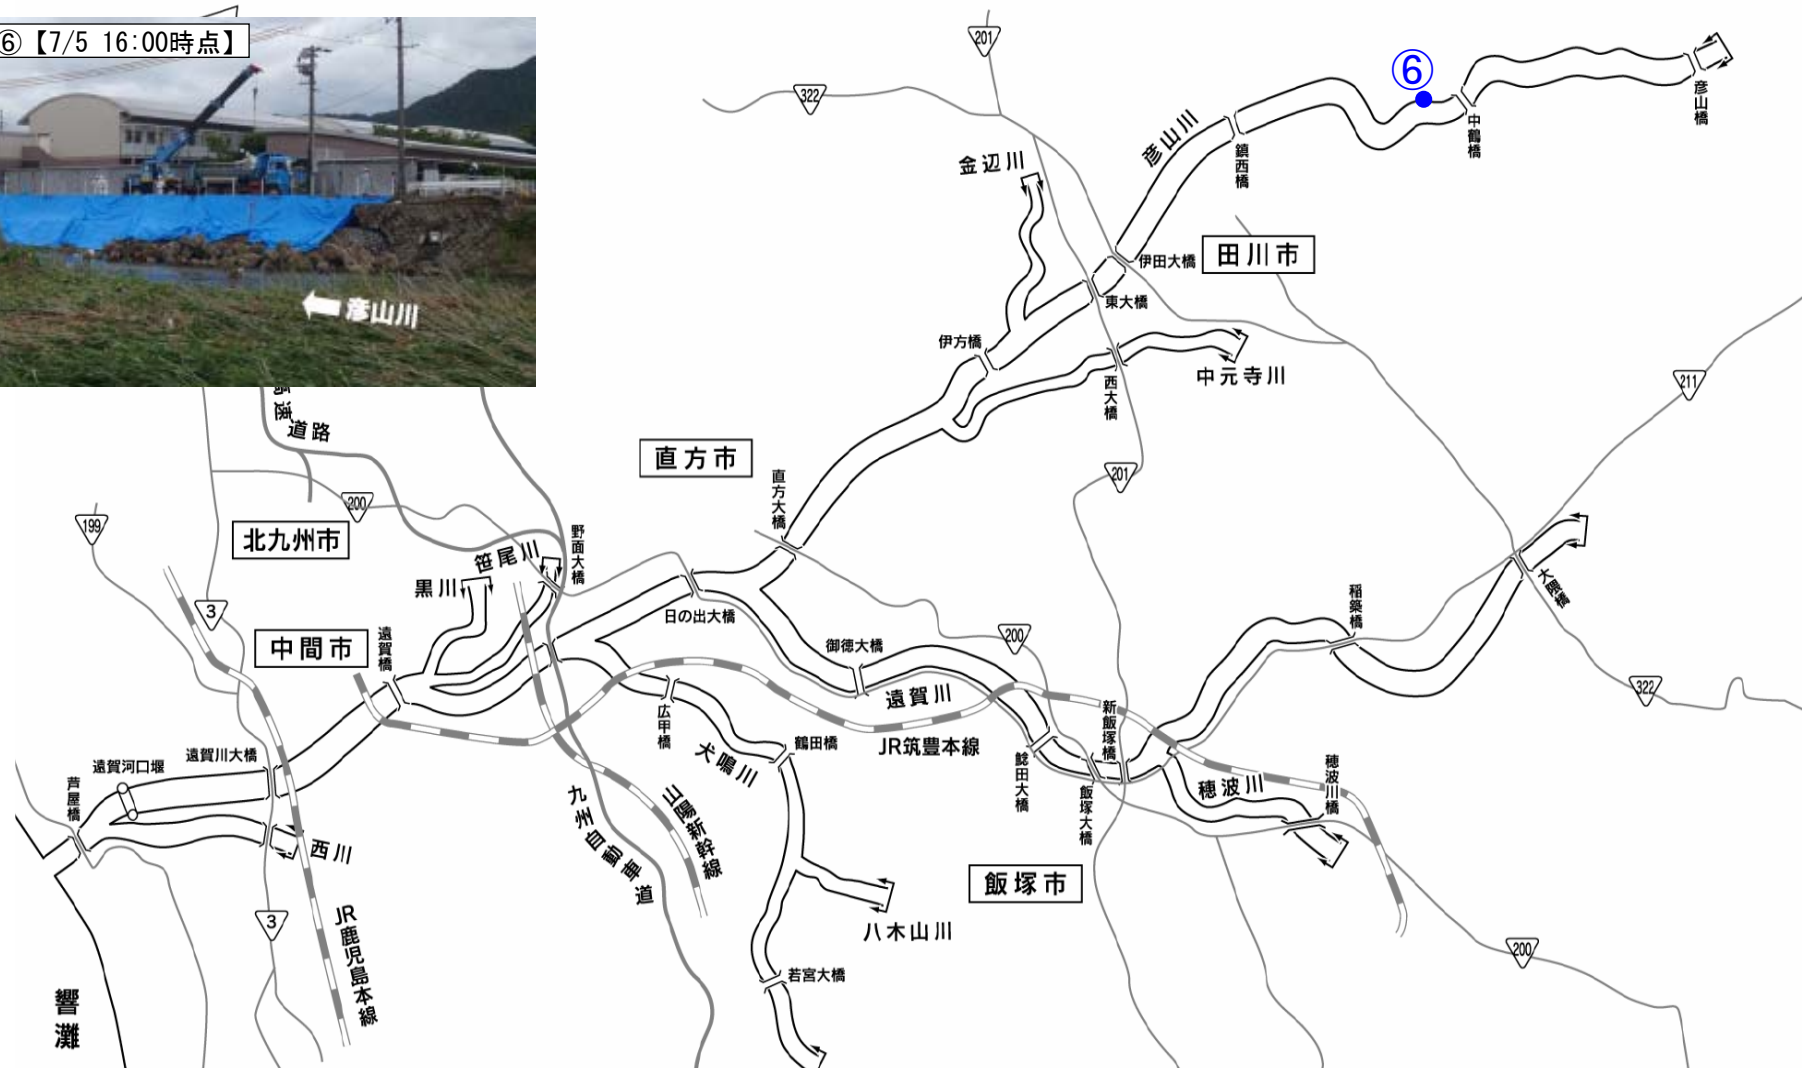 ⑥【7/5 16:00時点】
彦山川
201
322
⑥
彦山橋
中鶴橋
彦山川
鎮西橋
金辺川
伊田大橋
田川市
東大橋
伊方橋
西大橋
中元寺川
211
高速道路
直方市
直方大橋
201
200
199
北九州市
野面大橋
笹尾川
黒川
3
中間市
遠賀橋
日の出大橋
御徳大橋
200
稲築橋
大隈橋
322
遠賀川
新飯塚橋
広甲橋
鶴田橋
JR筑豊本線
犬鳴川
鯰田大橋
飯塚大橋
穂波川
穂波川橋
遠賀川大橋
遠賀河口堰
芦屋橋
西川
九州自動車道
山陽新幹線
飯塚市
八木山川
3
JR鹿児島本線
若宮大橋
200
響灘